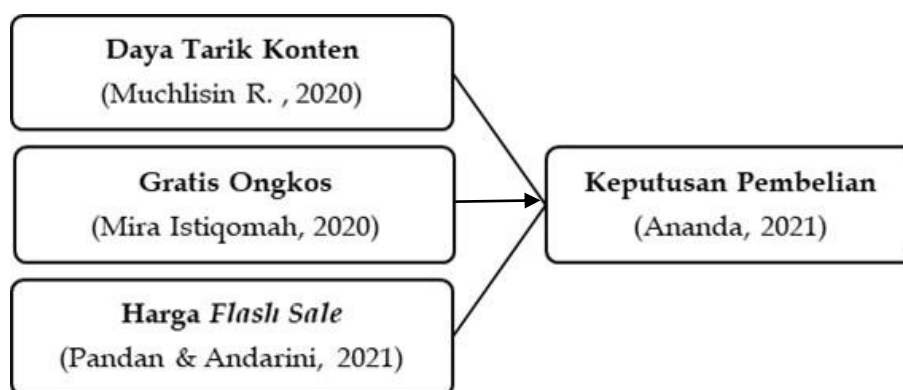 Daya Tarik Konten
(Muchlisin R. , 2020)
Gratis Ongkos
(Mira Istiqomah, 2020)
Harga Flash Sale
(Pandan & Andarini, 2021)
Keputusan Pembelian
(Ananda, 2021)